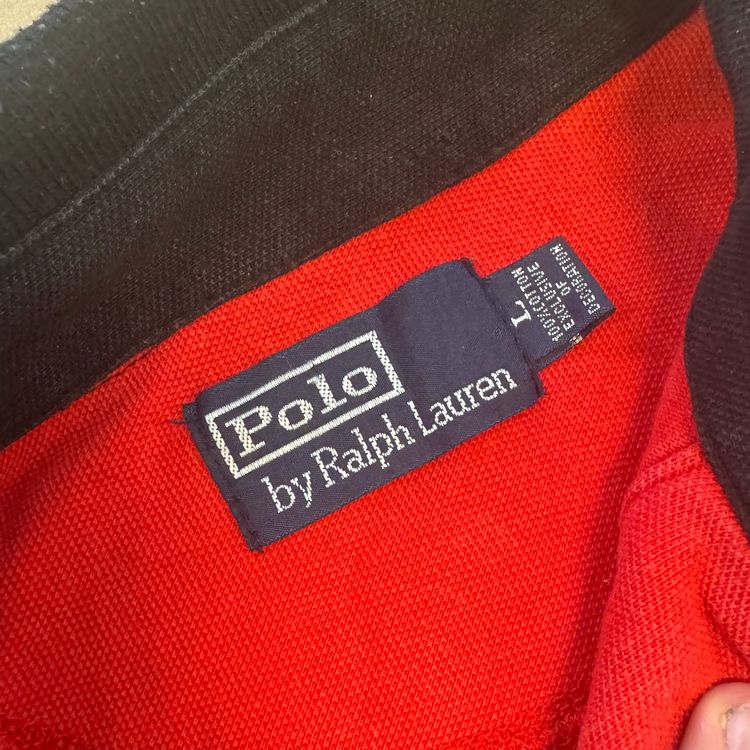 Polo
by Ralph Lauren
L
100%COTTON
EXCLUSIVE
OF
DECORATION